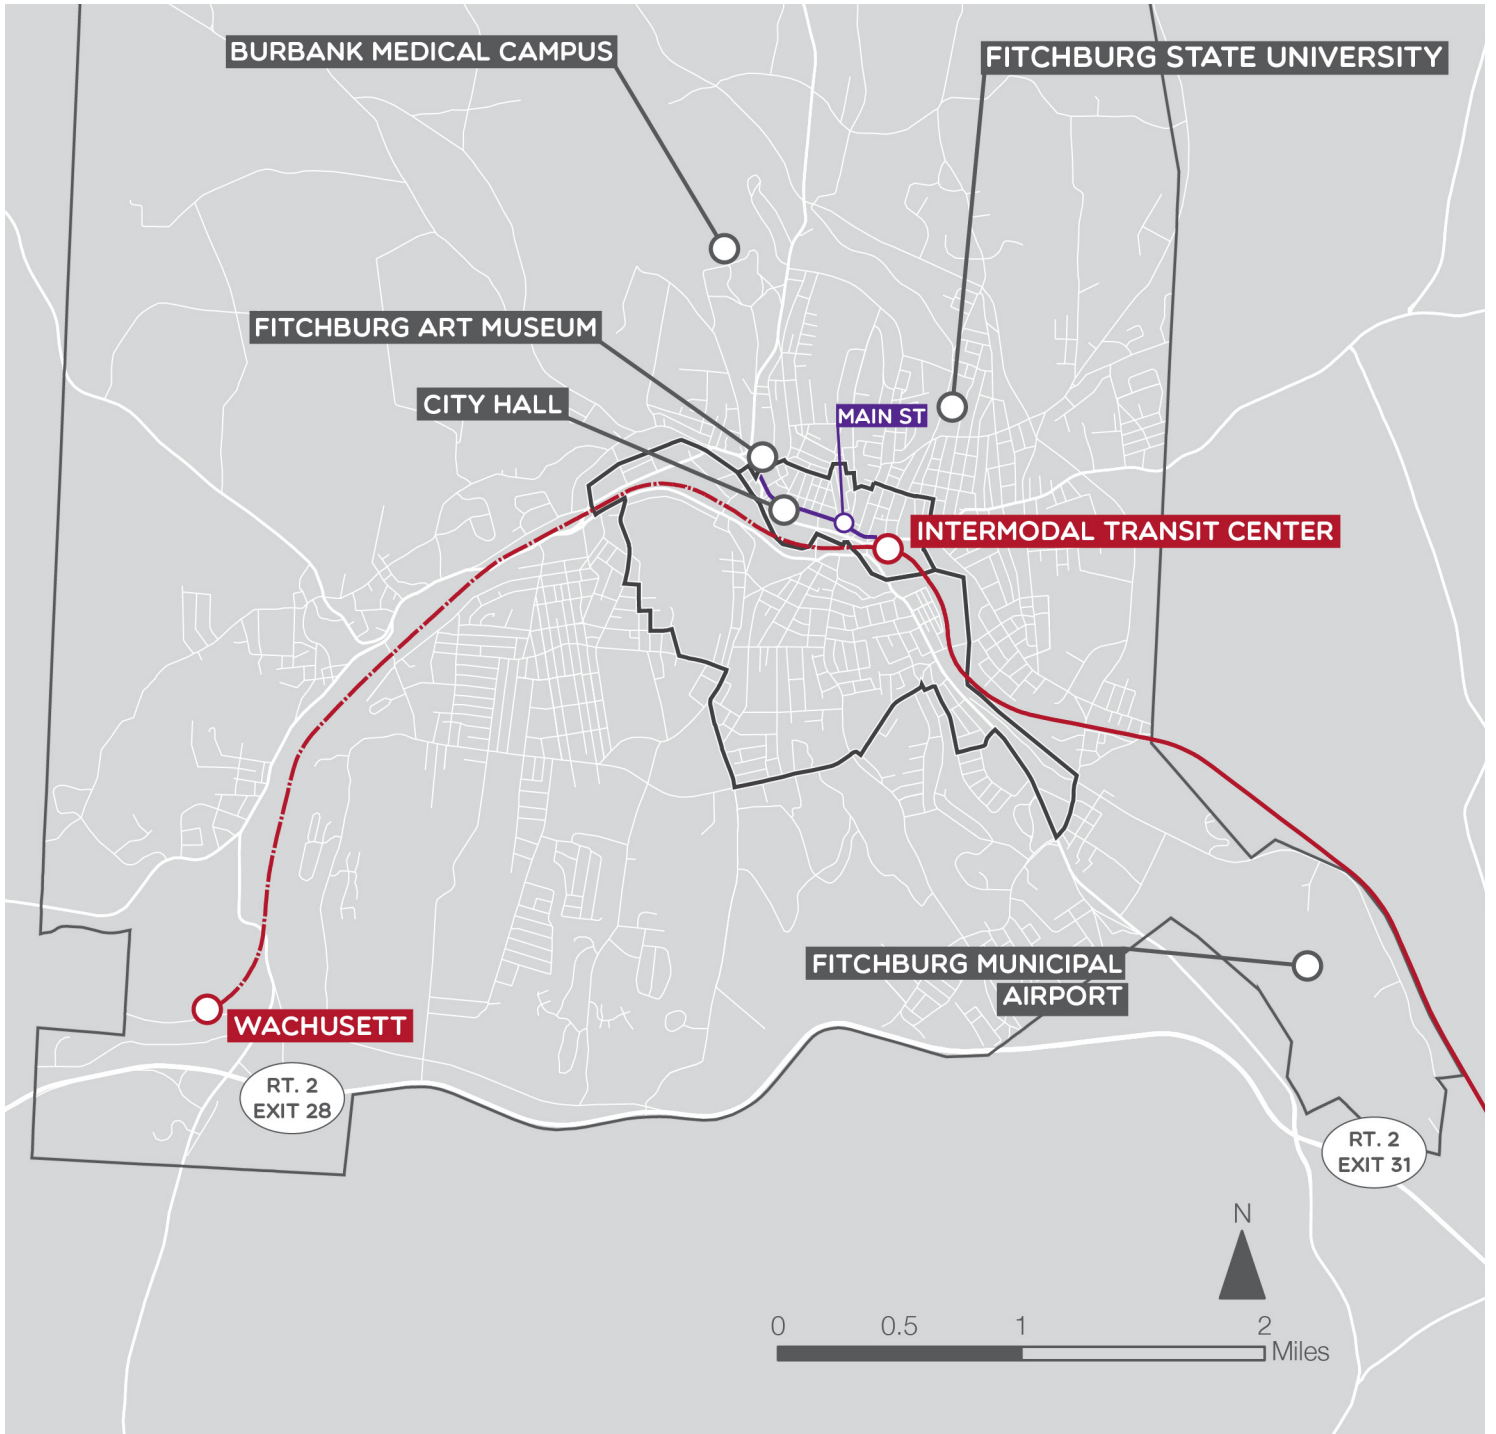 BURBANK MEDICAL CAMPUS
FITCHBURG STATE UNIVERSITY
FITCHBURG ART MUSEUM
CITY HALL
MAIN ST
INTERMODAL TRANSIT CENTER
FITCHBURG MUNICIPAL
AIRPORT
WACHUSETT
RT. 2
EXIT 28
RT. 2
EXIT 31
N
0 0.5 1 2
Miles